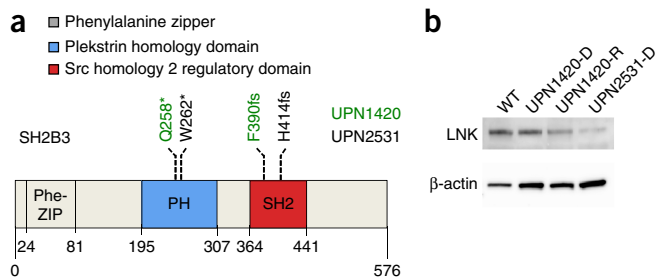 a
Phenylalanine zipper
Plekstrin homology domain
Src homology 2 regulatory domain
SH2B3
Q258*
W262*
F390fs
H414fs
UPN1420
UPN2531
Phe-
ZIP
PH
SH2
24
81
195
307
364
441
0
576
b
WT
UPN1420-D
UPN1420-R
UPN2531-D
LNK
β-actin